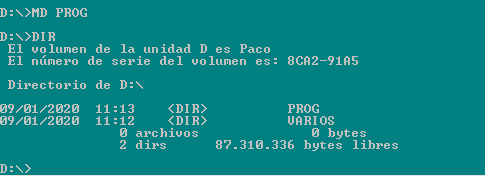 D:\>MD PROG
D:\>DIR
El volumen de la unidad D es Paco
El número de serie del volumen es: 8CA2-91A5
Directorio de D:\
09/01/2020 11:13 <DIR> PROG
09/01/2020 11:12 <DIR> VARIOS
0 archivos 0 bytes
2 dirs 87.310.336 bytes libres
D:\>